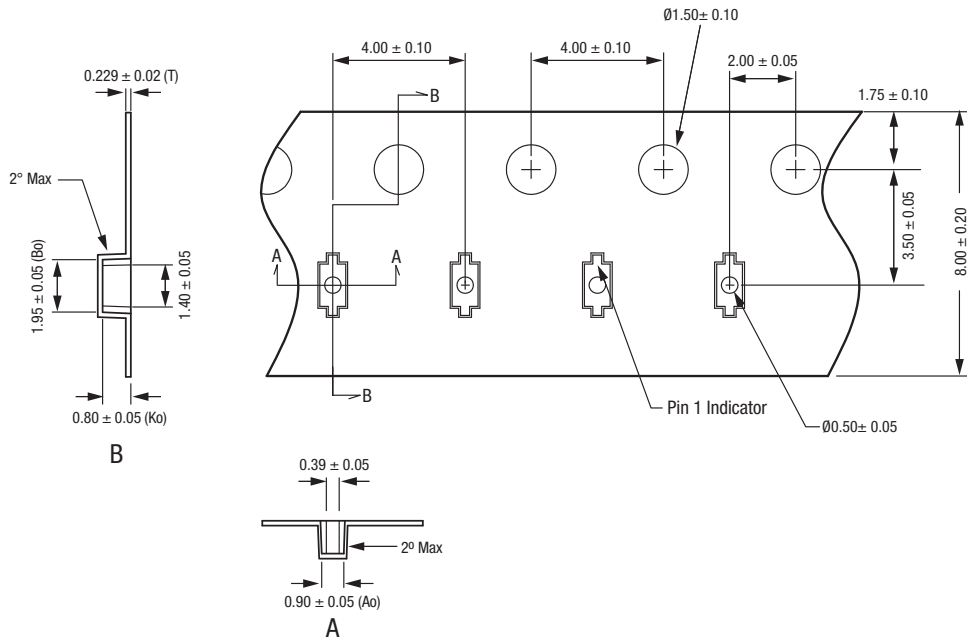 Ø1.50± 0.10
4.00 ± 0.10
4.00 ± 0.10
2.00 ± 0.05
0.229 ± 0.02 (T)
1.75 ± 0.10
B
2° Max
3.50 ± 0.05
8.00 ± 0.20
A
A
1.95 ± 0.05 (Bo)
1.40 ± 0.05
B
Pin 1 Indicator
0.80 ± 0.05 (Ko)
Ø0.50± 0.05
B
0.39 ± 0.05
2º Max
0.90 ± 0.05 (Ao)
A